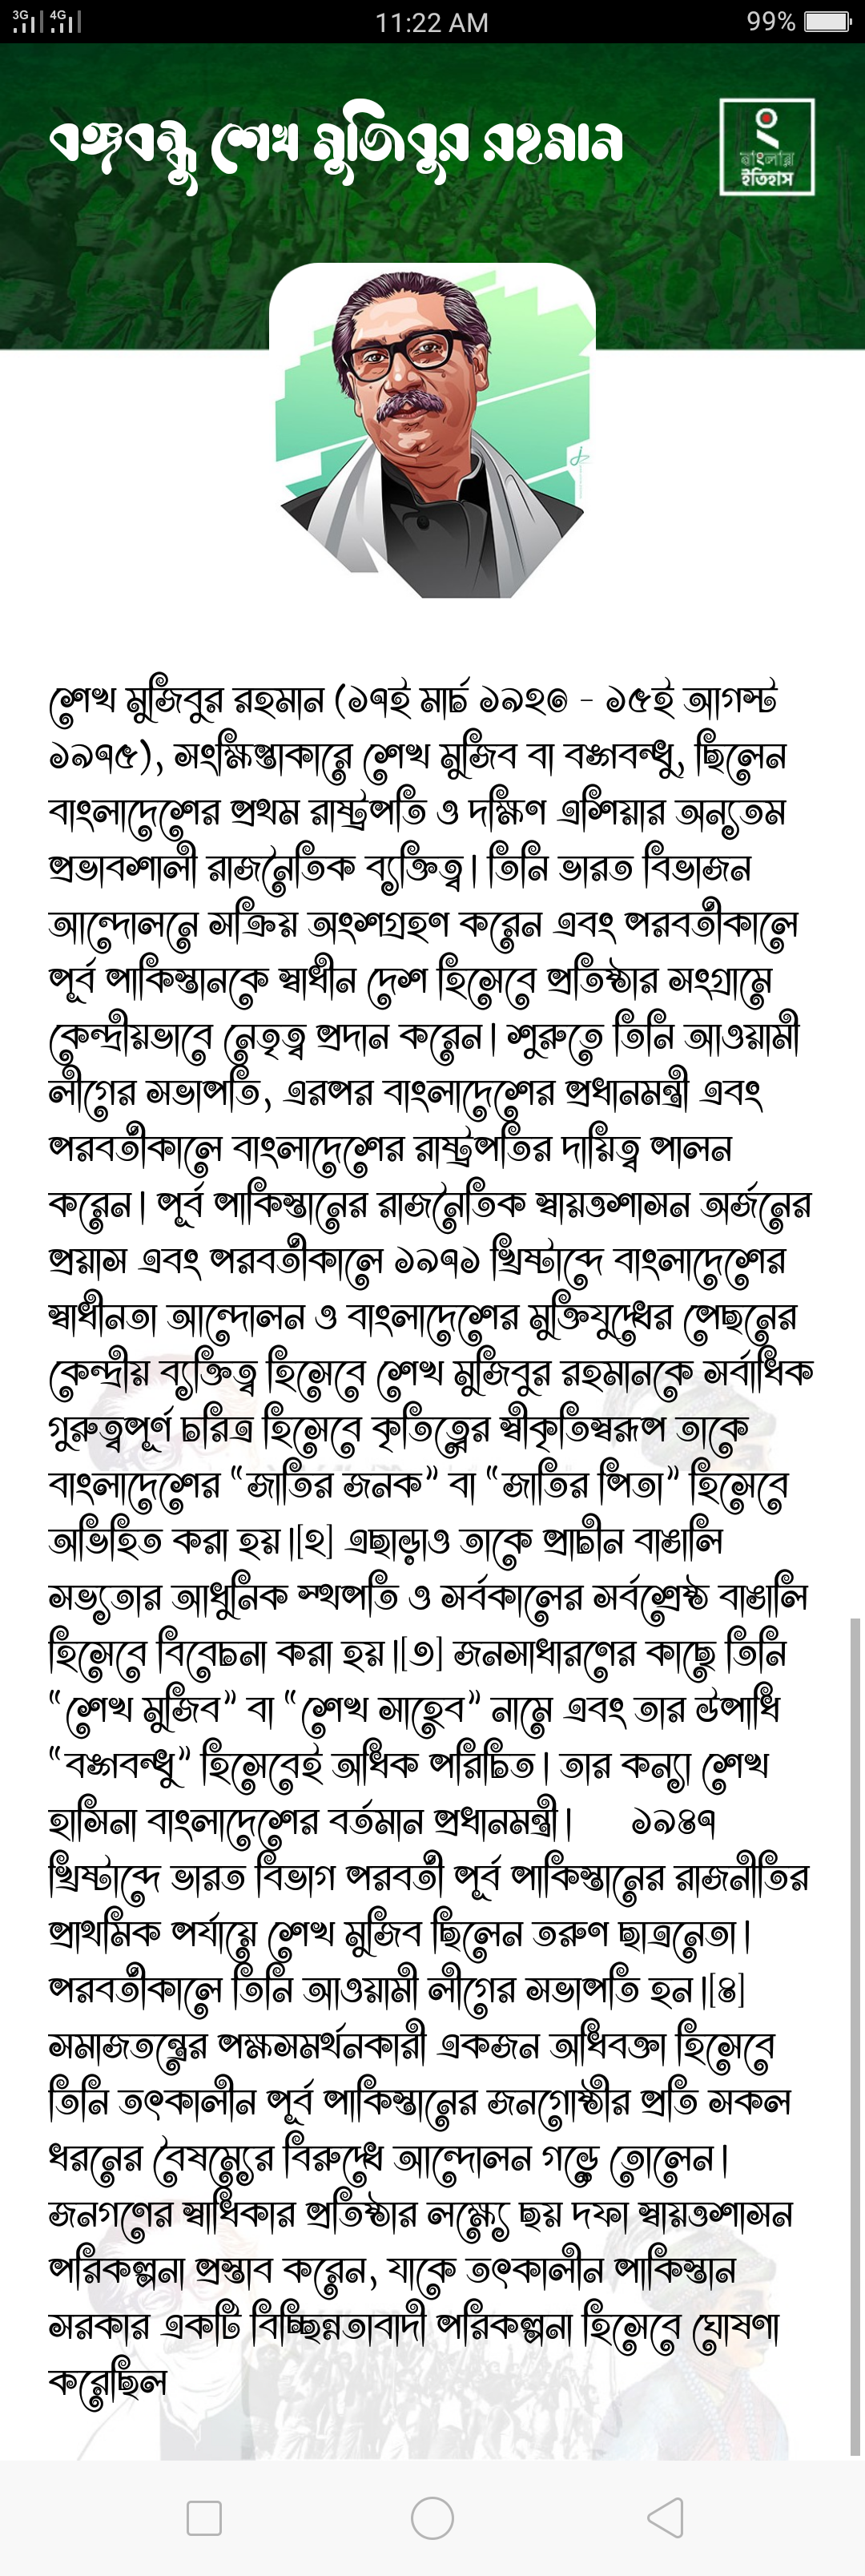 3G 4G 11:22 AM 99%
বঙ্গবন্ধু শেখ মুজিবুর রহমান
বাংলার
ইতিহাস
শেখ মুজিবুর রহমান (১৭ই মার্চ ১৯২০ - ১৫ই আগস্ট
১৯৭৫), সংক্ষিপ্তাকারে শেখ মুজিব বা বঙ্গবন্ধু, ছিলেন
বাংলাদেশের প্রথম রাষ্ট্রপতি ও দক্ষিণ এশিয়ার অন্যতম
প্রভাবশালী রাজনৈতিক ব্যক্তিত্ব। তিনি ভারত বিভাজন
আন্দোলনে সক্রিয় অংশগ্রহণ করেন এবং পরবর্তীকালে
পূর্ব পাকিস্তানকে স্বাধীন দেশ হিসেবে প্রতিষ্ঠার সংগ্রামে
কেন্দ্রীয়ভাবে নেতৃত্ব প্রদান করেন। শুরুতে তিনি আওয়ামী
লীগের সভাপতি, এরপর বাংলাদেশের প্রধানমন্ত্রী এবং
পরবর্তীকালে বাংলাদেশের রাষ্ট্রপতির দায়িত্ব পালন
করেন। পূর্ব পাকিস্তানের রাজনৈতিক স্বায়ত্তশাসন অর্জনের
প্রয়াস এবং পরবর্তীকালে ১৯৭১ খ্রিষ্টাব্দে বাংলাদেশের
স্বাধীনতা আন্দোলন ও বাংলাদেশের মুক্তিযুদ্ধের পেছনের
কেন্দ্রীয় ব্যক্তিত্ব হিসেবে শেখ মুজিবুর রহমানকে সর্বাধিক
গুরুত্বপূর্ণ চরিত্র হিসেবে কৃতিত্বের স্বীকৃতিস্বরূপ তাকে
বাংলাদেশের “জাতির জনক” বা “জাতির পিতা” হিসেবে
অভিহিত করা হয়।[২] এছাড়াও তাকে প্রাচীন বাঙালি
সভ্যতার আধুনিক স্থপতি ও সর্বকালের সর্বশ্রেষ্ঠ বাঙালি
হিসেবে বিবেচনা করা হয়।[৩] জনসাধারণের কাছে তিনি
“শেখ মুজিব” বা “শেখ সাহেব” নামে এবং তার উপাধি
“বঙ্গবন্ধু” হিসেবেই অধিক পরিচিত। তার কন্যা শেখ
হাসিনা বাংলাদেশের বর্তমান প্রধানমন্ত্রী। ১৯৪৭
খ্রিষ্টাব্দে ভারত বিভাগ পরবর্তী পূর্ব পাকিস্তানের রাজনীতির
প্রাথমিক পর্যায়ে শেখ মুজিব ছিলেন তরুণ ছাত্রনেতা।
পরবর্তীকালে তিনি আওয়ামী লীগের সভাপতি হন।[৪]
সমাজতন্ত্রের পক্ষসমর্থনকারী একজন অধিবক্তা হিসেবে
তিনি তৎকালীন পূর্ব পাকিস্তানের জনগোষ্ঠীর প্রতি সকল
ধরনের বৈষম্যের বিরুদ্ধে আন্দোলন গড়ে তোলেন।
জনগণের স্বাধিকার প্রতিষ্ঠার লক্ষ্যে ছয় দফা স্বায়ত্তশাসন
পরিকল্পনা প্রস্তাব করেন, যাকে তৎকালীন পাকিস্তান
সরকার একটি বিচ্ছিন্নতাবাদী পরিকল্পনা হিসেবে ঘোষণা
করেছিল